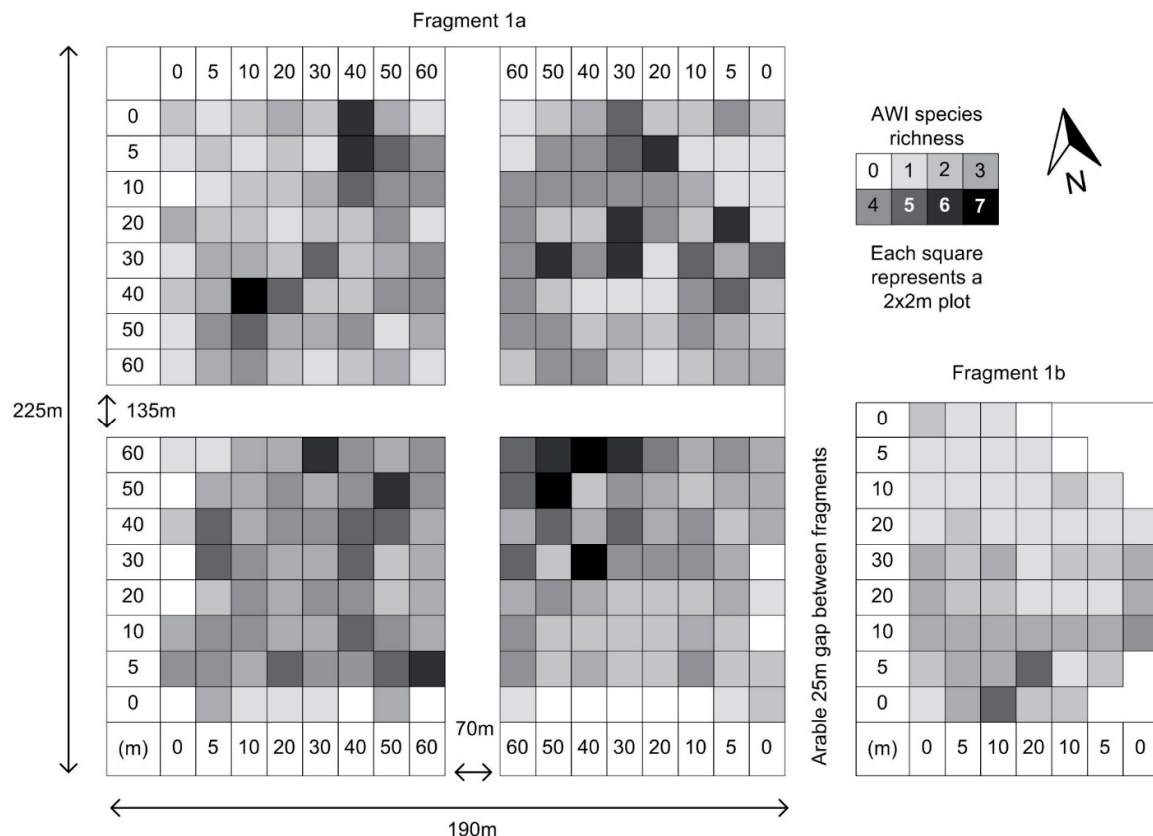 Fragment 1a
0 5 10 20 30 40 50 60 60 50 40 30 20 10 5 0
0
5
10
20
30
40
50
60
225m
135m
60
50
40
30
20
10
5
0
70m
(m) 0 5 10 20 30 40 50 60 60 50 40 30 20 10 5 0
190m
AWI species
richness
0 1 2 3
4 5 6 7
Each square
represents a
2x2m plot
N
Arable 25m gap between fragments
Fragment 1b
0
5
10
20
30
20
10
5
0
(m) 0 5 10 20 10 5 0